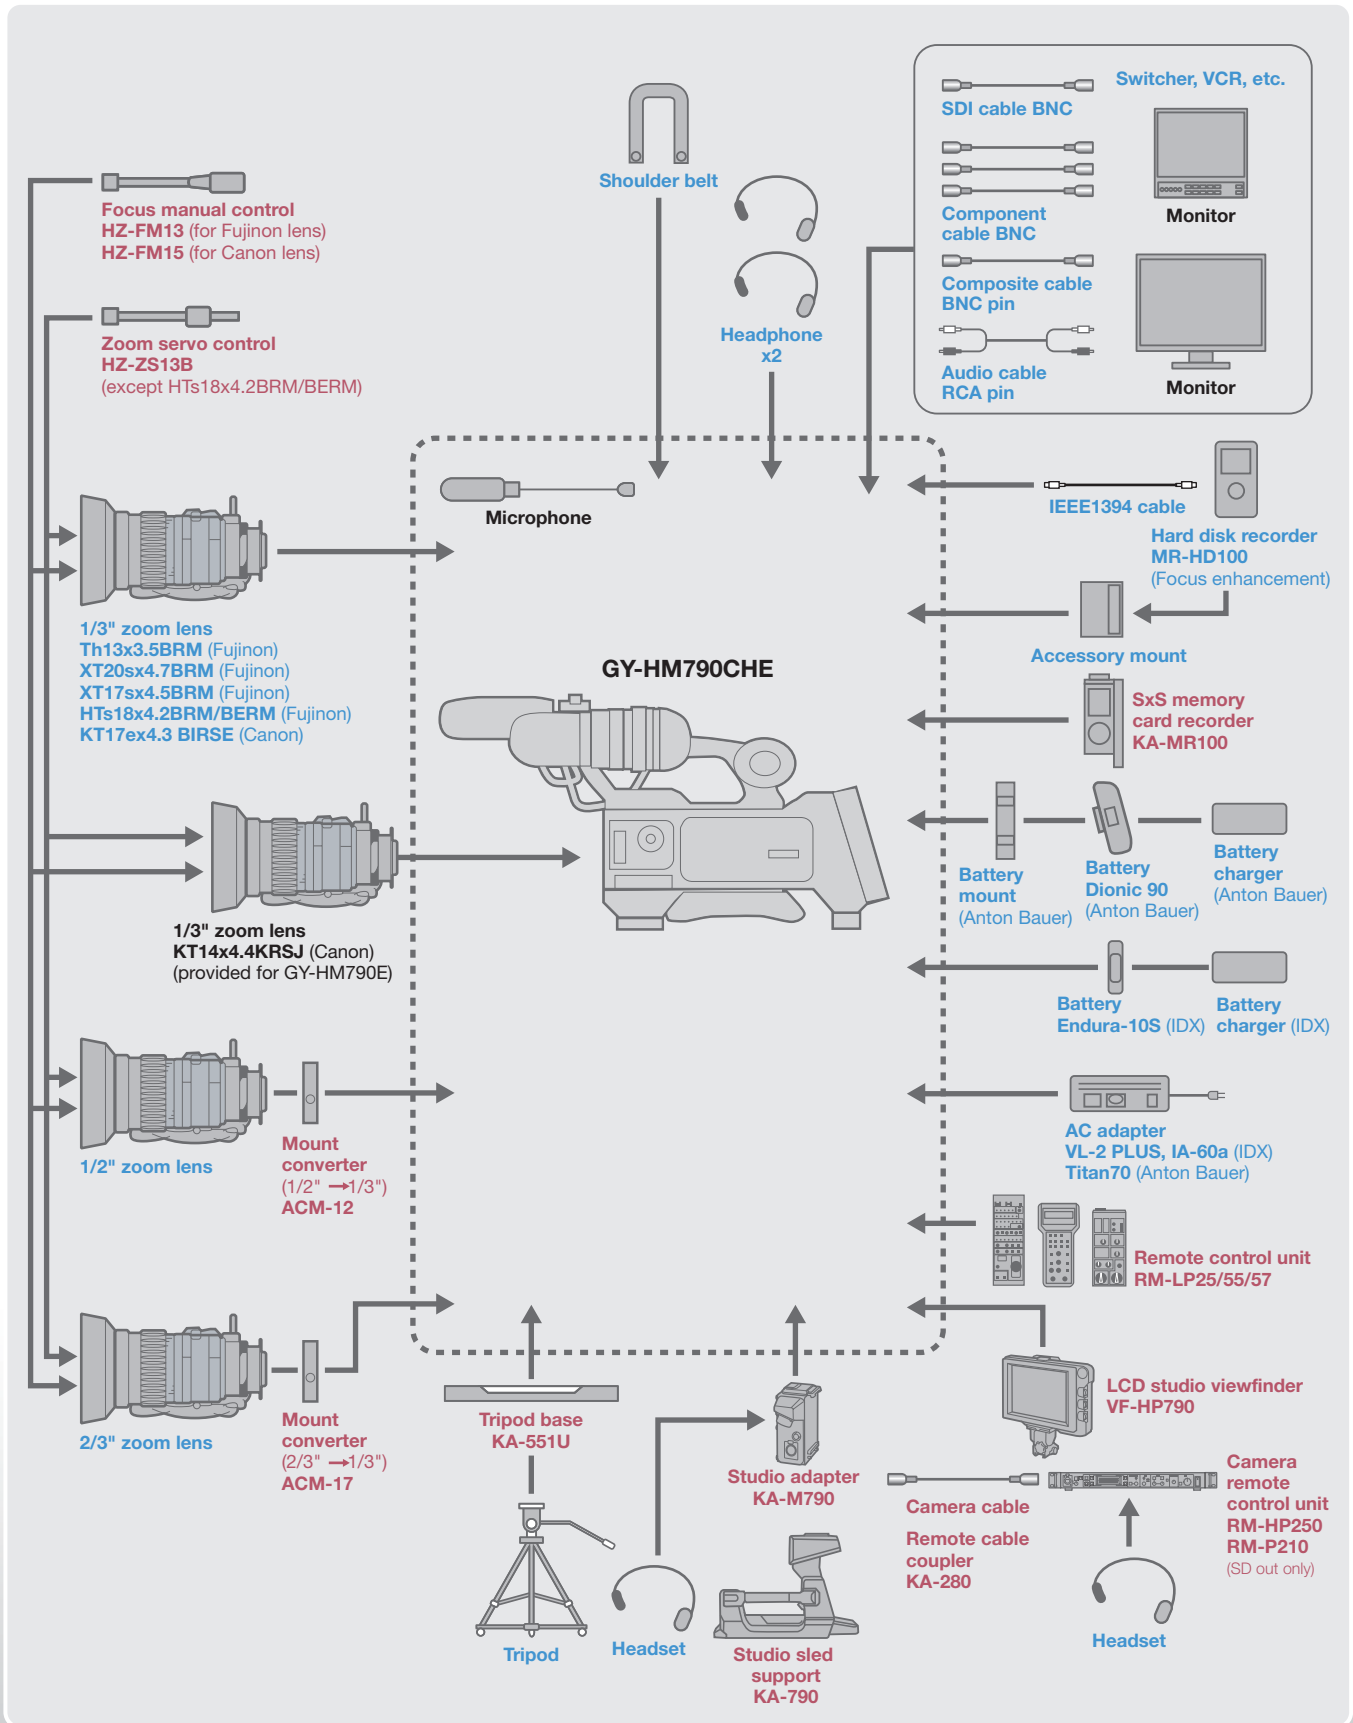 Switcher, VCR, etc.
SDI cable BNC
Component
cable BNC
Composite cable
BNC pin
Audio cable
RCA pin
Monitor
Monitor
Shoulder belt
Headphone
x2
Focus manual control
HZ-FM13 (for Fujinon lens)
HZ-FM15 (for Canon lens)
Zoom servo control
HZ-ZS13B
(except HTs18x4.2BRM/BERM)
Microphone
IEEE1394 cable
Hard disk recorder
MR-HD100
(Focus enhancement)
Accessory mount
1/3" zoom lens
Th13x3.5BRM (Fujinon)
XT20sx4.7BRM (Fujinon)
XT17sx4.5BRM (Fujinon)
HTs18x4.2BRM/BERM (Fujinon)
KT17ex4.3 BIRSE (Canon)
GY-HM790CHE
SxS memory
card recorder
KA-MR100
Battery
mount
(Anton Bauer)
Battery
Dionic 90
(Anton Bauer)
Battery
charger
(Anton Bauer)
1/3" zoom lens
KT14x4.4KRSJ (Canon)
(provided for GY-HM790E)
Battery
Endura-10S (IDX)
Battery
charger (IDX)
1/2" zoom lens
Mount
converter
(1/2" →1/3")
ACM-12
AC adapter
VL-2 PLUS, IA-60a (IDX)
Titan70 (Anton Bauer)
Remote control unit
RM-LP25/55/57
2/3" zoom lens
Mount
converter
(2/3" →1/3")
ACM-17
Tripod base
KA-551U
Studio adapter
KA-M790
LCD studio viewfinder
VF-HP790
Camera cable
Remote cable
coupler
KA-280
Camera
remote
control unit
RM-HP250
RM-P210
(SD out only)
Tripod
Headset
Studio sled
support
KA-790
Headset